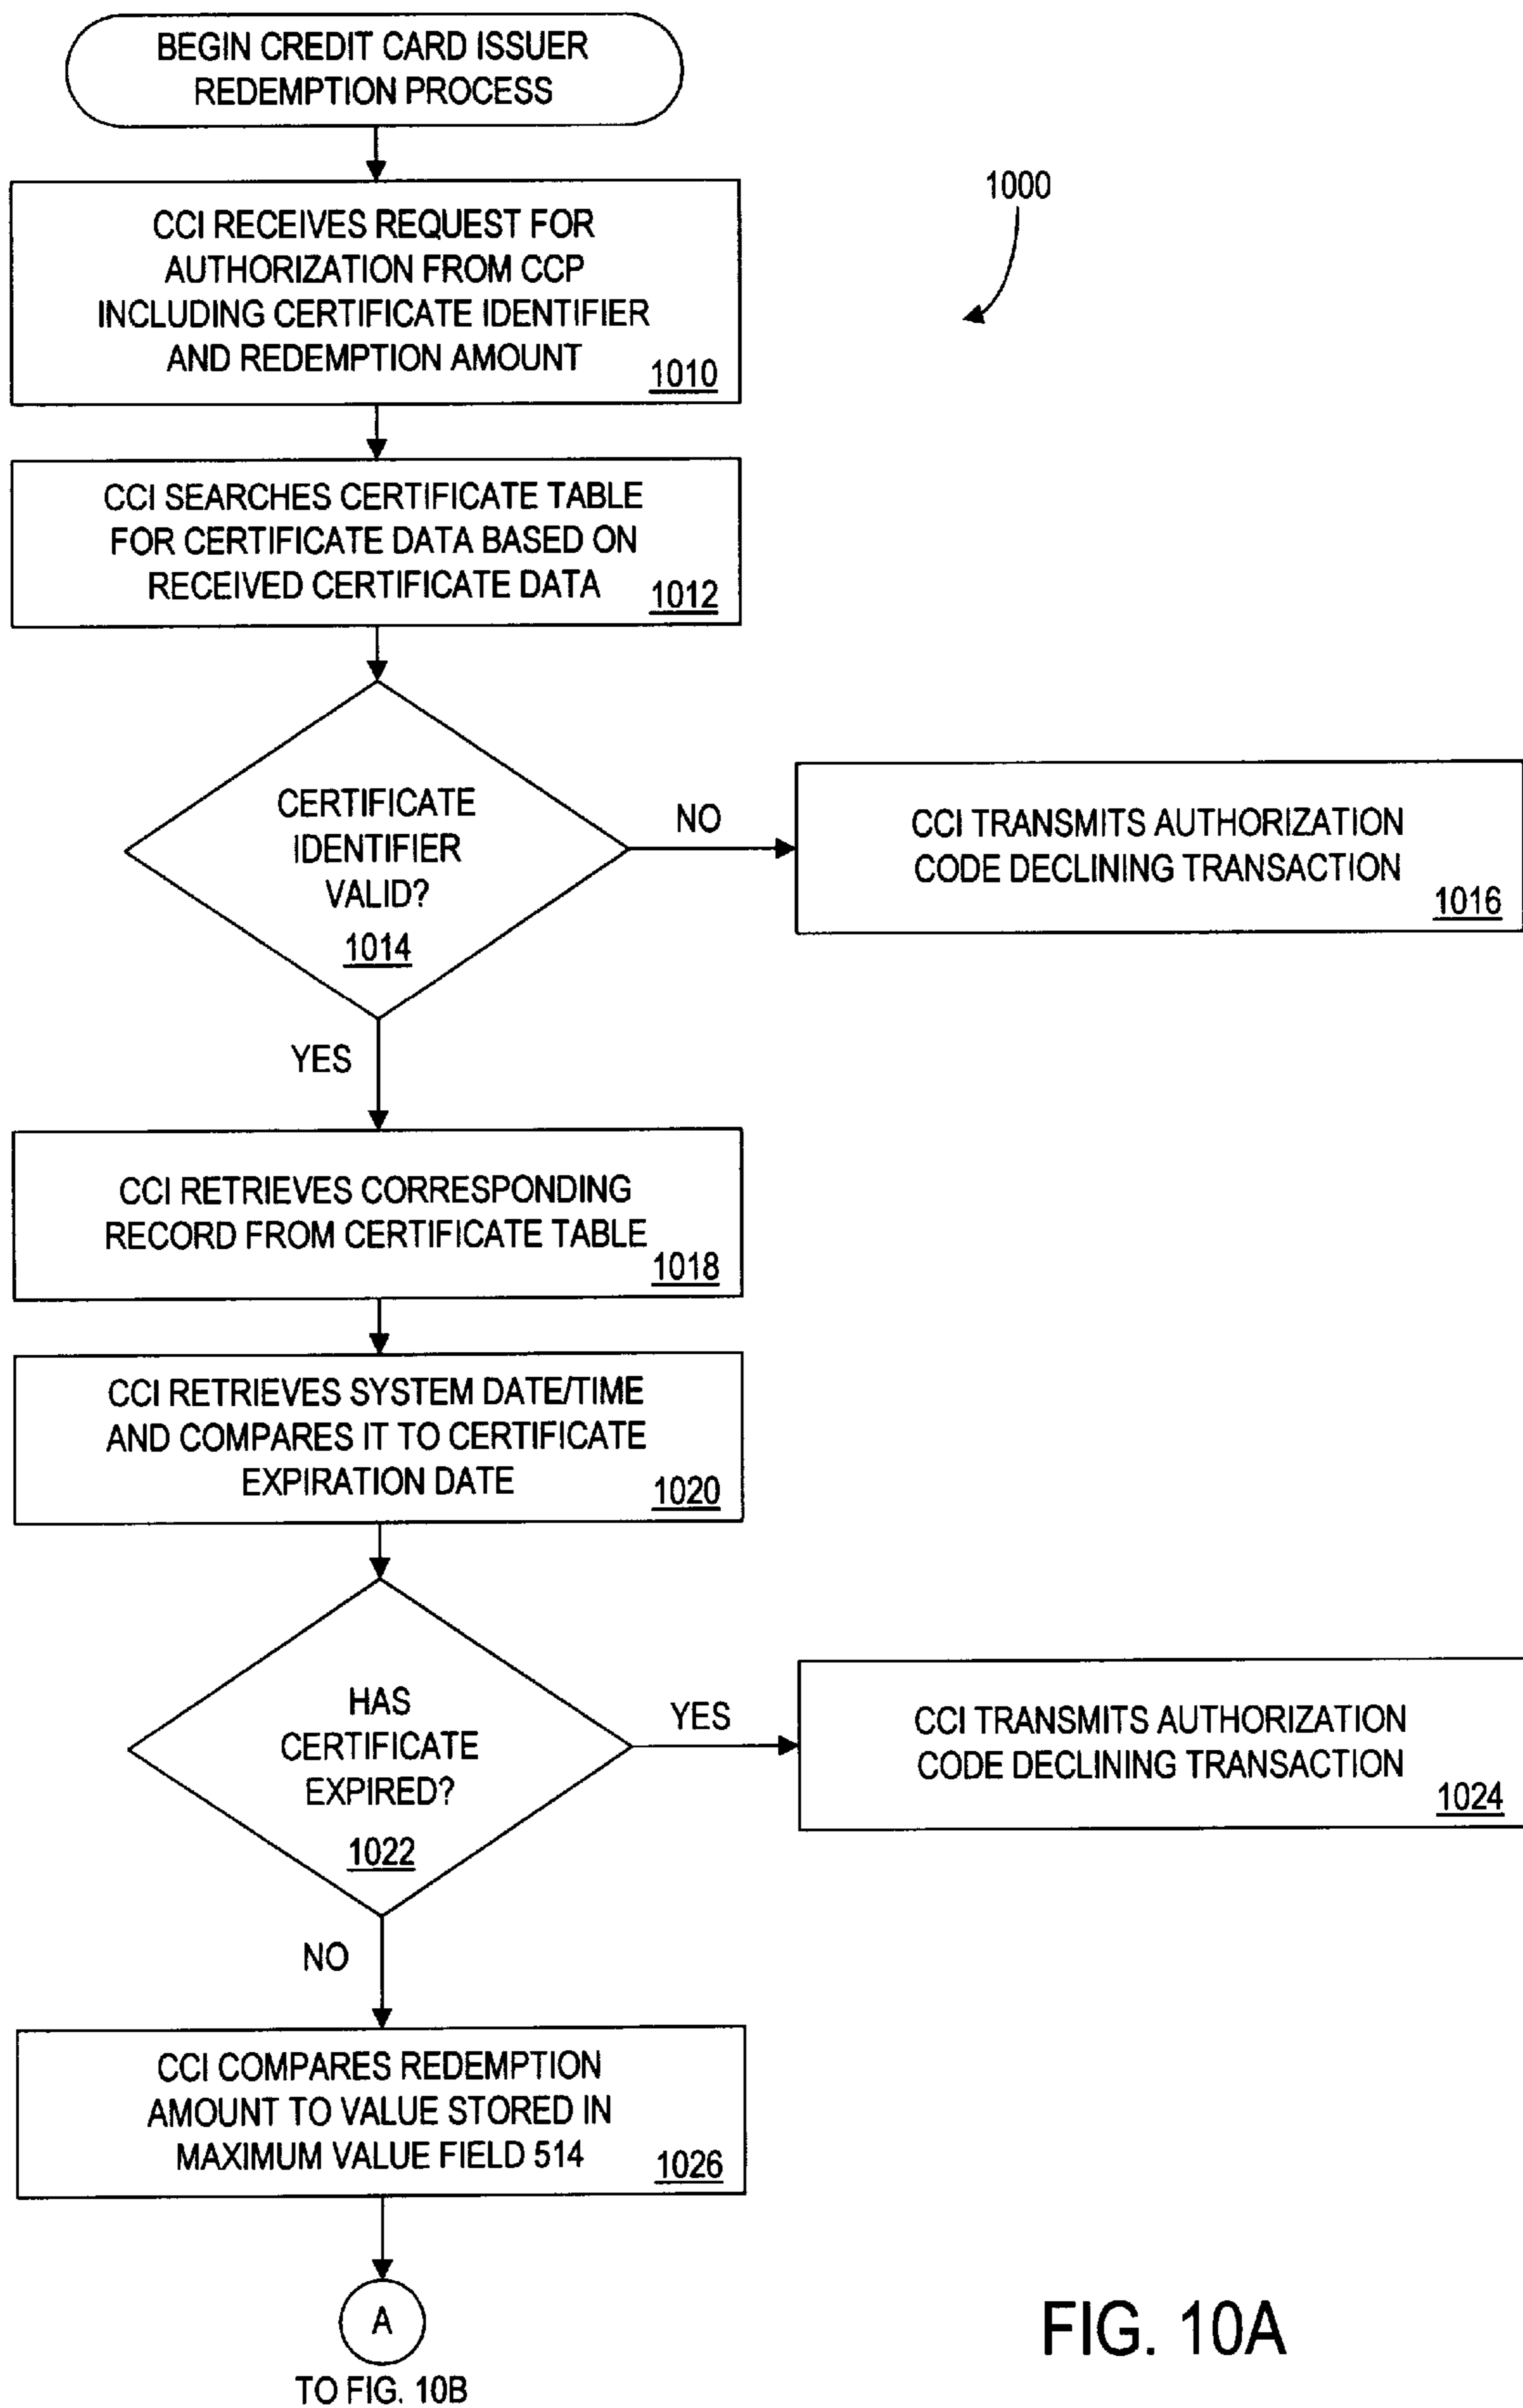 BEGIN CREDIT CARD ISSUER
REDEMPTION PROCESS
1000
CCI RECEIVES REQUEST FOR
AUTHORIZATION FROM CCP
INCLUDING CERTIFICATE IDENTIFIER
AND REDEMPTION AMOUNT
1010
CCI SEARCHES CERTIFICATE TABLE
FOR CERTIFICATE DATA BASED ON
RECEIVED CERTIFICATE DATA
1012
CERTIFICATE
IDENTIFIER
VALID?
1014
NO
CCI TRANSMITS AUTHORIZATION
CODE DECLINING TRANSACTION
1016
YES
CCI RETRIEVES CORRESPONDING
RECORD FROM CERTIFICATE TABLE
1018
CCI RETRIEVES SYSTEM DATE/TIME
AND COMPARES IT TO CERTIFICATE
EXPIRATION DATE
1020
HAS
CERTIFICATE
EXPIRED?
1022
YES
CCI TRANSMITS AUTHORIZATION
CODE DECLINING TRANSACTION
1024
NO
CCI COMPARES REDEMPTION
AMOUNT TO VALUE STORED IN
MAXIMUM VALUE FIELD 514
1026
A
TO FIG. 10B
FIG. 10A